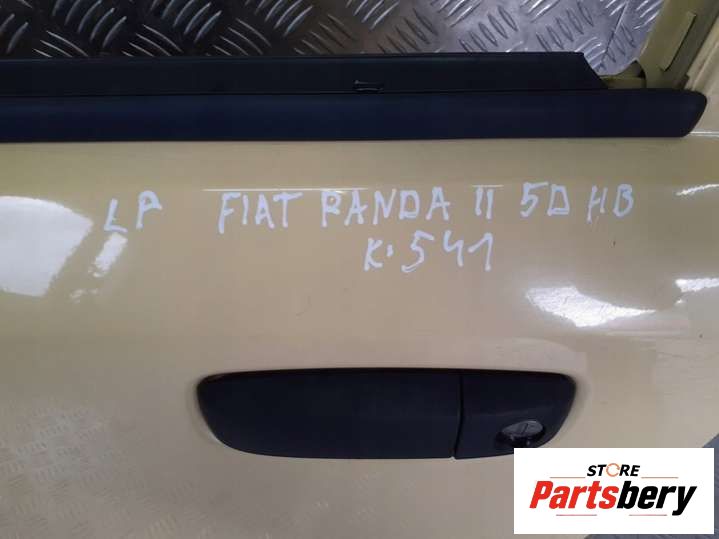 LP FIAT PANDA II 5D HB
K. 541
STORE
Partsbery